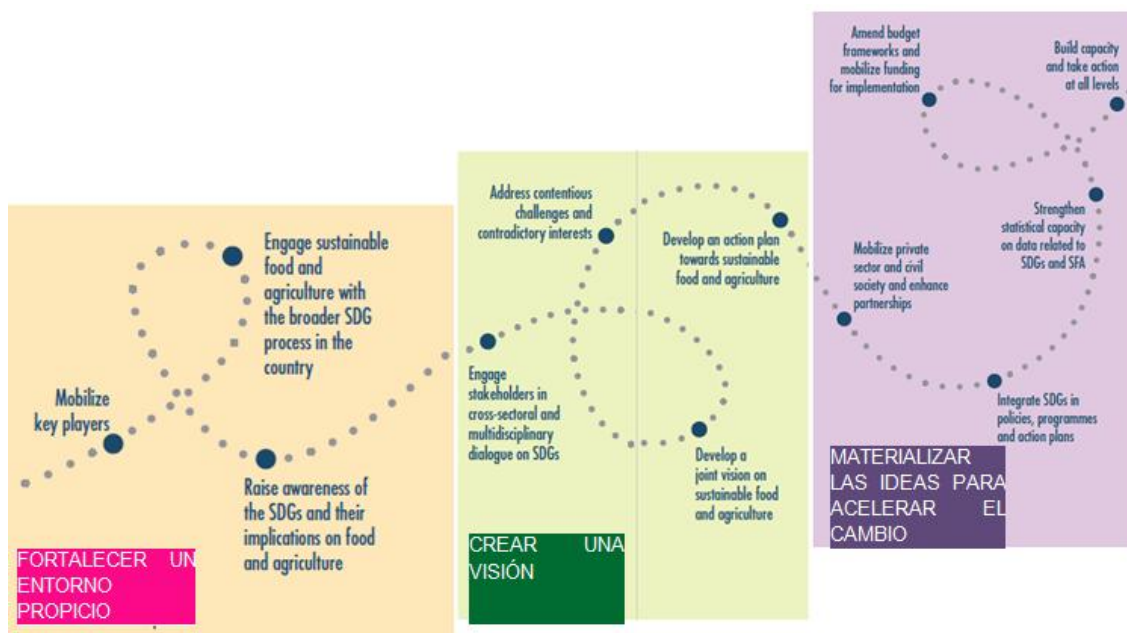 Mobilize
key players
Engage sustainable
food and
agriculture with
the broader SDG
process in the
country
Raise awareness of
the SDGs and their
implications on food
and agriculture
FORTALECER UN
ENTORNO
PROPICIO
Engage
stakeholders in
cross-sectoral and
multidisciplinary
dialogue on SDGs
Address contentious
challenges and
contradictory interests
Develop a
joint vision on
sustainable food
and agriculture
Develop an action plan
towards sustainable
food and agriculture
CREAR UNA
VISIÓN
Mobilize private
sector and civil
society and enhance
partnerships
Integrate SDGs in
policies, programmes
and action plans
Strengthen
statistical capacity
on data related to
SDGs and SFA
Amend budget
frameworks and
mobilize funding
for implementation
Build capacity
and take action
at all levels
MATERIALIZAR
LAS IDEAS PARA
ACELERAR EL
CAMBIO